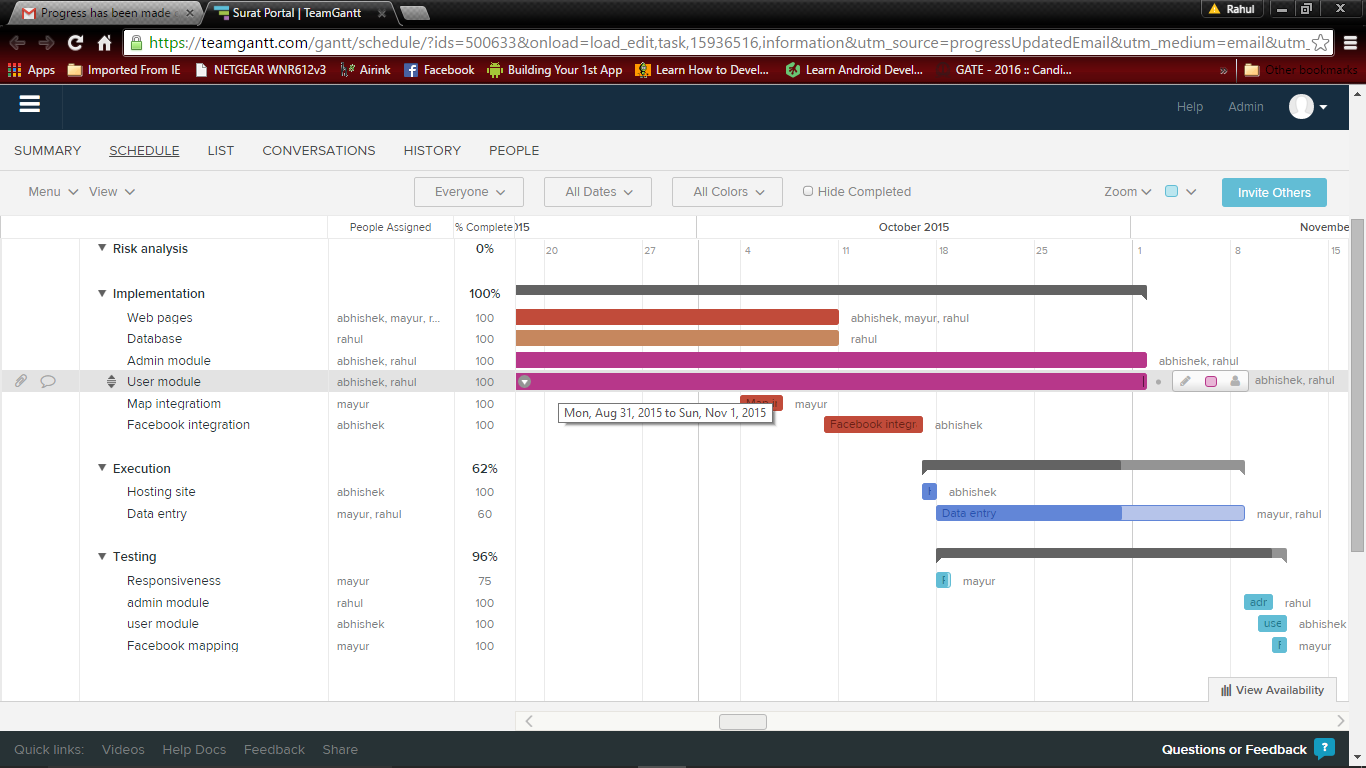 Progress has been made
Surat Portal | TeamGantt
Rahul
https://teamgantt.com/gantt/schedule/?ids=500633&onload=load_edit,task,15936516,information&utm_source=progressUpdatedEmail&utm_medium=email&utm_
Apps Imported From IE NETGEAR WNR612v3 Airink Facebook Building Your 1st App Learn How to Devel... Learn Android Devel... GATE - 2016 :: Candi... » Other bookmarks
Help Admin
SUMMARY SCHEDULE LIST CONVERSATIONS HISTORY PEOPLE
Menu View Everyone All Dates All Colors Hide Completed Zoom Invite Others
People Assigned % Complete 015 October 2015 Novembe
Risk analysis 0% 20 27 4 11 18 25 1 8 15
Implementation 100%
Web pages abhishek, mayur, r... 100 abhishek, mayur, rahul
Database rahul 100 rahul
Admin module abhishek, rahul 100 abhishek, rahul
User module abhishek, rahul 100 abhishek, rahul
Map integratiom mayur 100 mayur
Mon, Aug 31, 2015 to Sun, Nov 1, 2015
Facebook integration abhishek 100 Facebook integr abhishek
Execution 62%
Hosting site abhishek 100 abhishek
Data entry mayur, rahul 60 Data entry mayur, rahul
Testing 96%
Responsiveness mayur 75 mayur
admin module rahul 100 adr rahul
user module abhishek 100 use abhishek
Facebook mapping mayur 100 mayur
View Availability
Quick links: Videos Help Docs Feedback Share Questions or Feedback ?